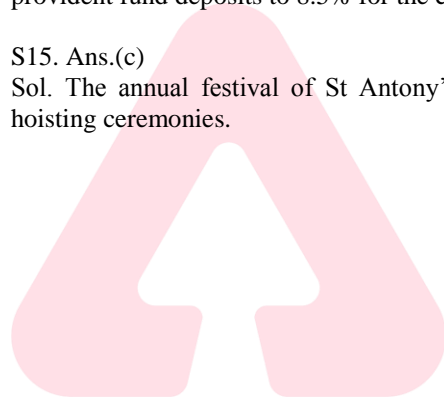 provident fund deposits to 8.5% for the
S15. Ans.(c)
Sol. The annual festival of St Antony’
hoisting ceremonies.